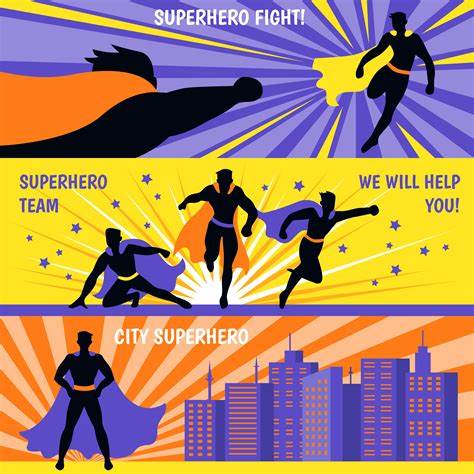 SUPERHERO FIGHT!
SUPERHERO
TEAM
WE WILL HELP
YOU!
CITY SUPERHERO